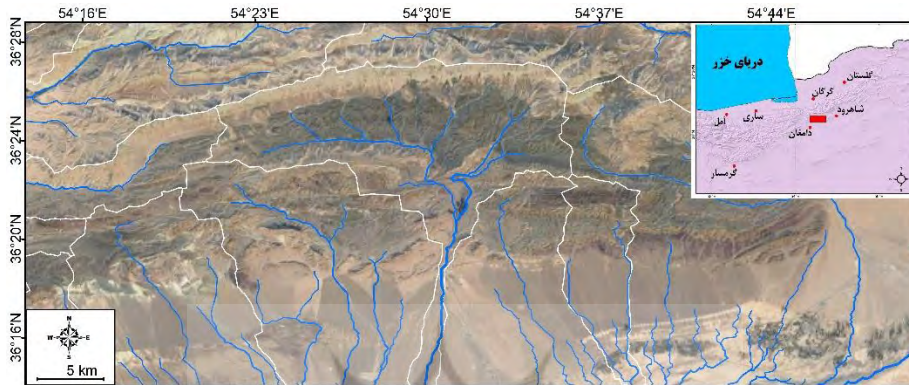 54°16'E 54°23'E 54°30'E 54°37'E 54°44'E
36°28'N
36°24'N
36°20'N
36°16'N
دریای خزر
گلستان
گرگان
شاهرود
ساری
آمل
دامغان
گرمسار
N
W E
S
5 km